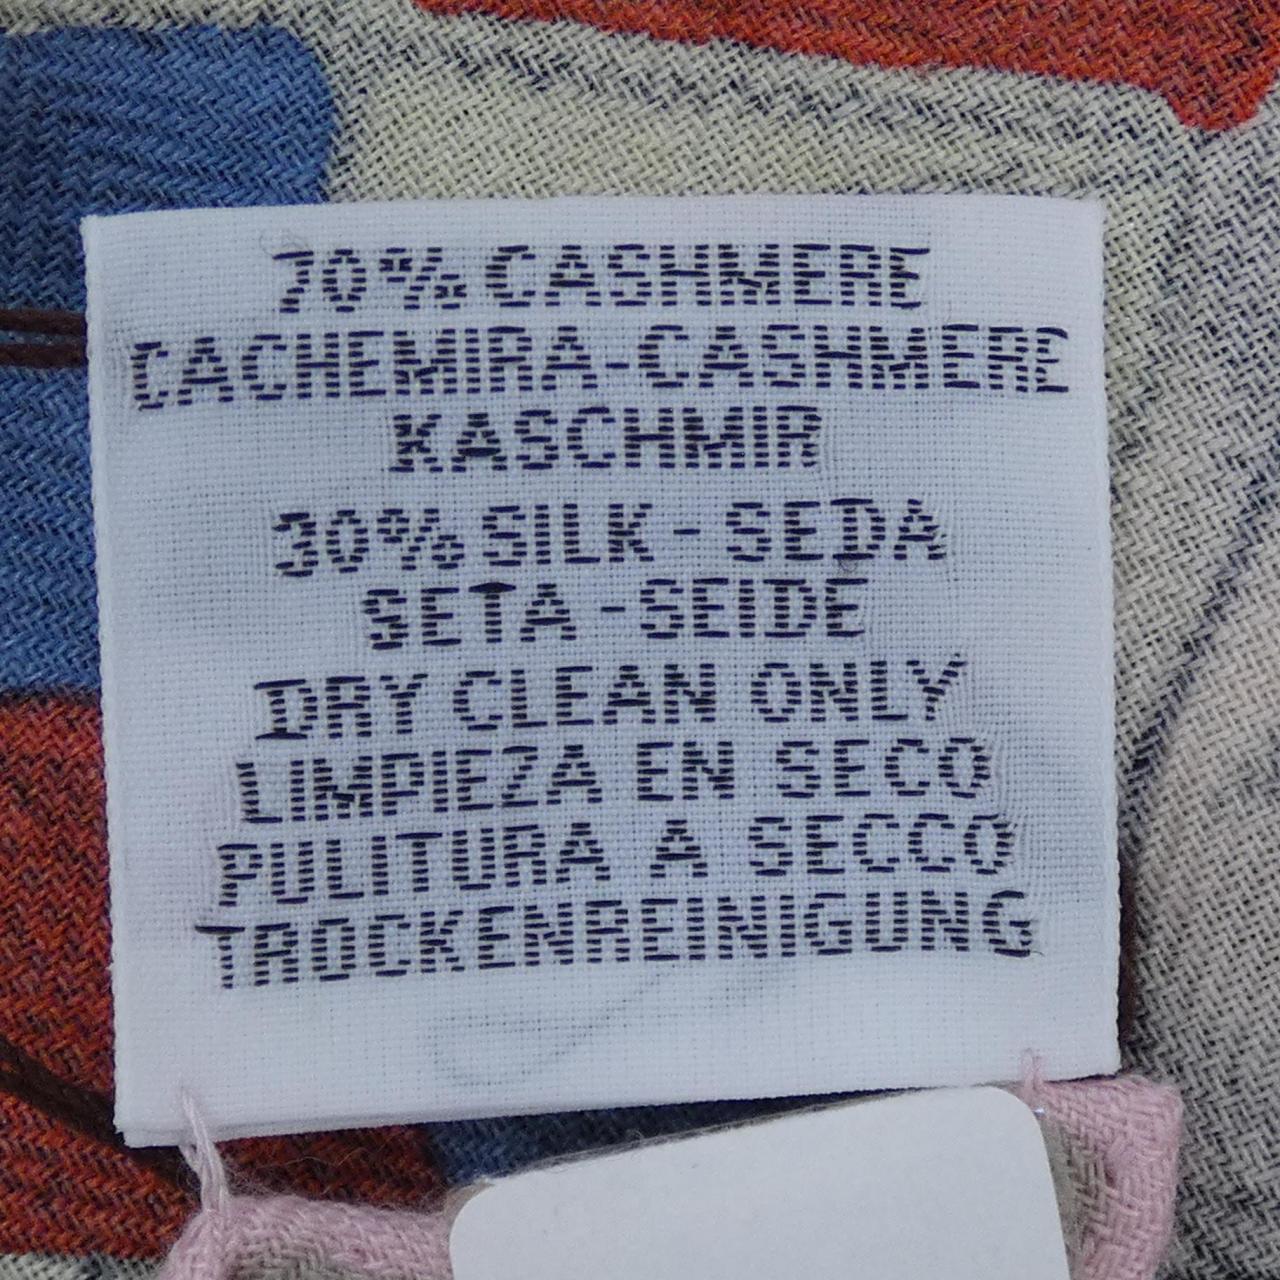 70% CASHMERE
CACHEMIRA-CASHMERE
KASCHMIR
30% SILK - SEDA
SETA - SEIDE
DRY CLEAN ONLY
LIMPIEZA EN SECO
PULITURA A SECCO
TROCKENREINIGUNG